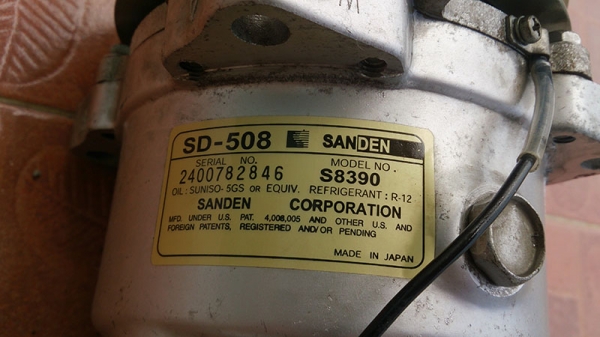 M
SD-508 SANDEN
SERIAL NO. MODEL NO.
2400782846 S8390
OIL : SUNISO- 5GS OR EQUIV. REFRIGERANT : R-12
SANDEN CORPORATION
MFD. UNDER U.S. PAT. 4,008,005 AND OTHER U.S. AND
FOREIGN PATENTS, REGISTERED AND/OR PENDING
MADE IN JAPAN